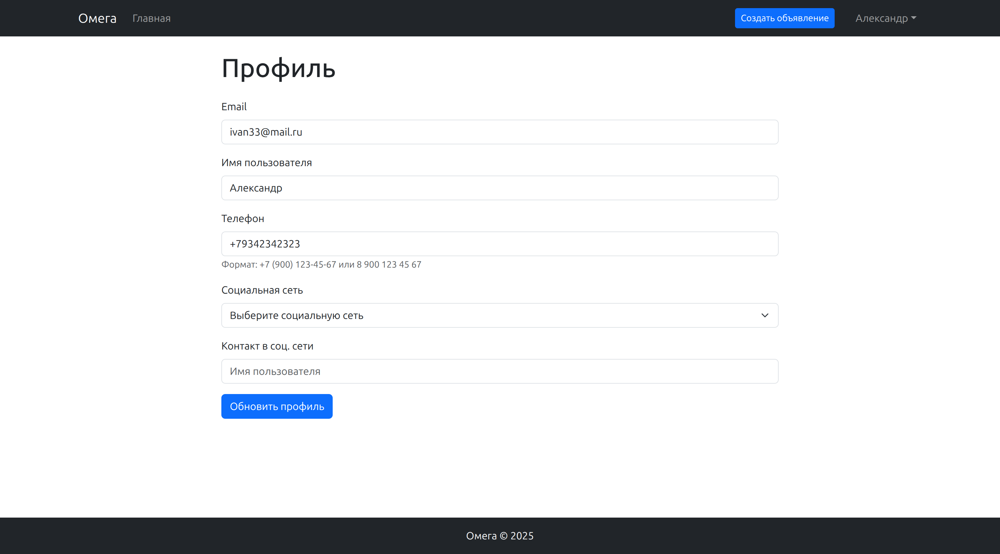 Омега Главная Создать объявление Александр
Профиль
Email
ivan33@mail.ru
Имя пользователя
Александр
Телефон
+79342342323
Формат: +7 (900) 123-45-67 или 8 900 123 45 67
Социальная сеть
Выберите социальную сеть
Контакт в соц. сети
Имя пользователя
Обновить профиль
Омега © 2025